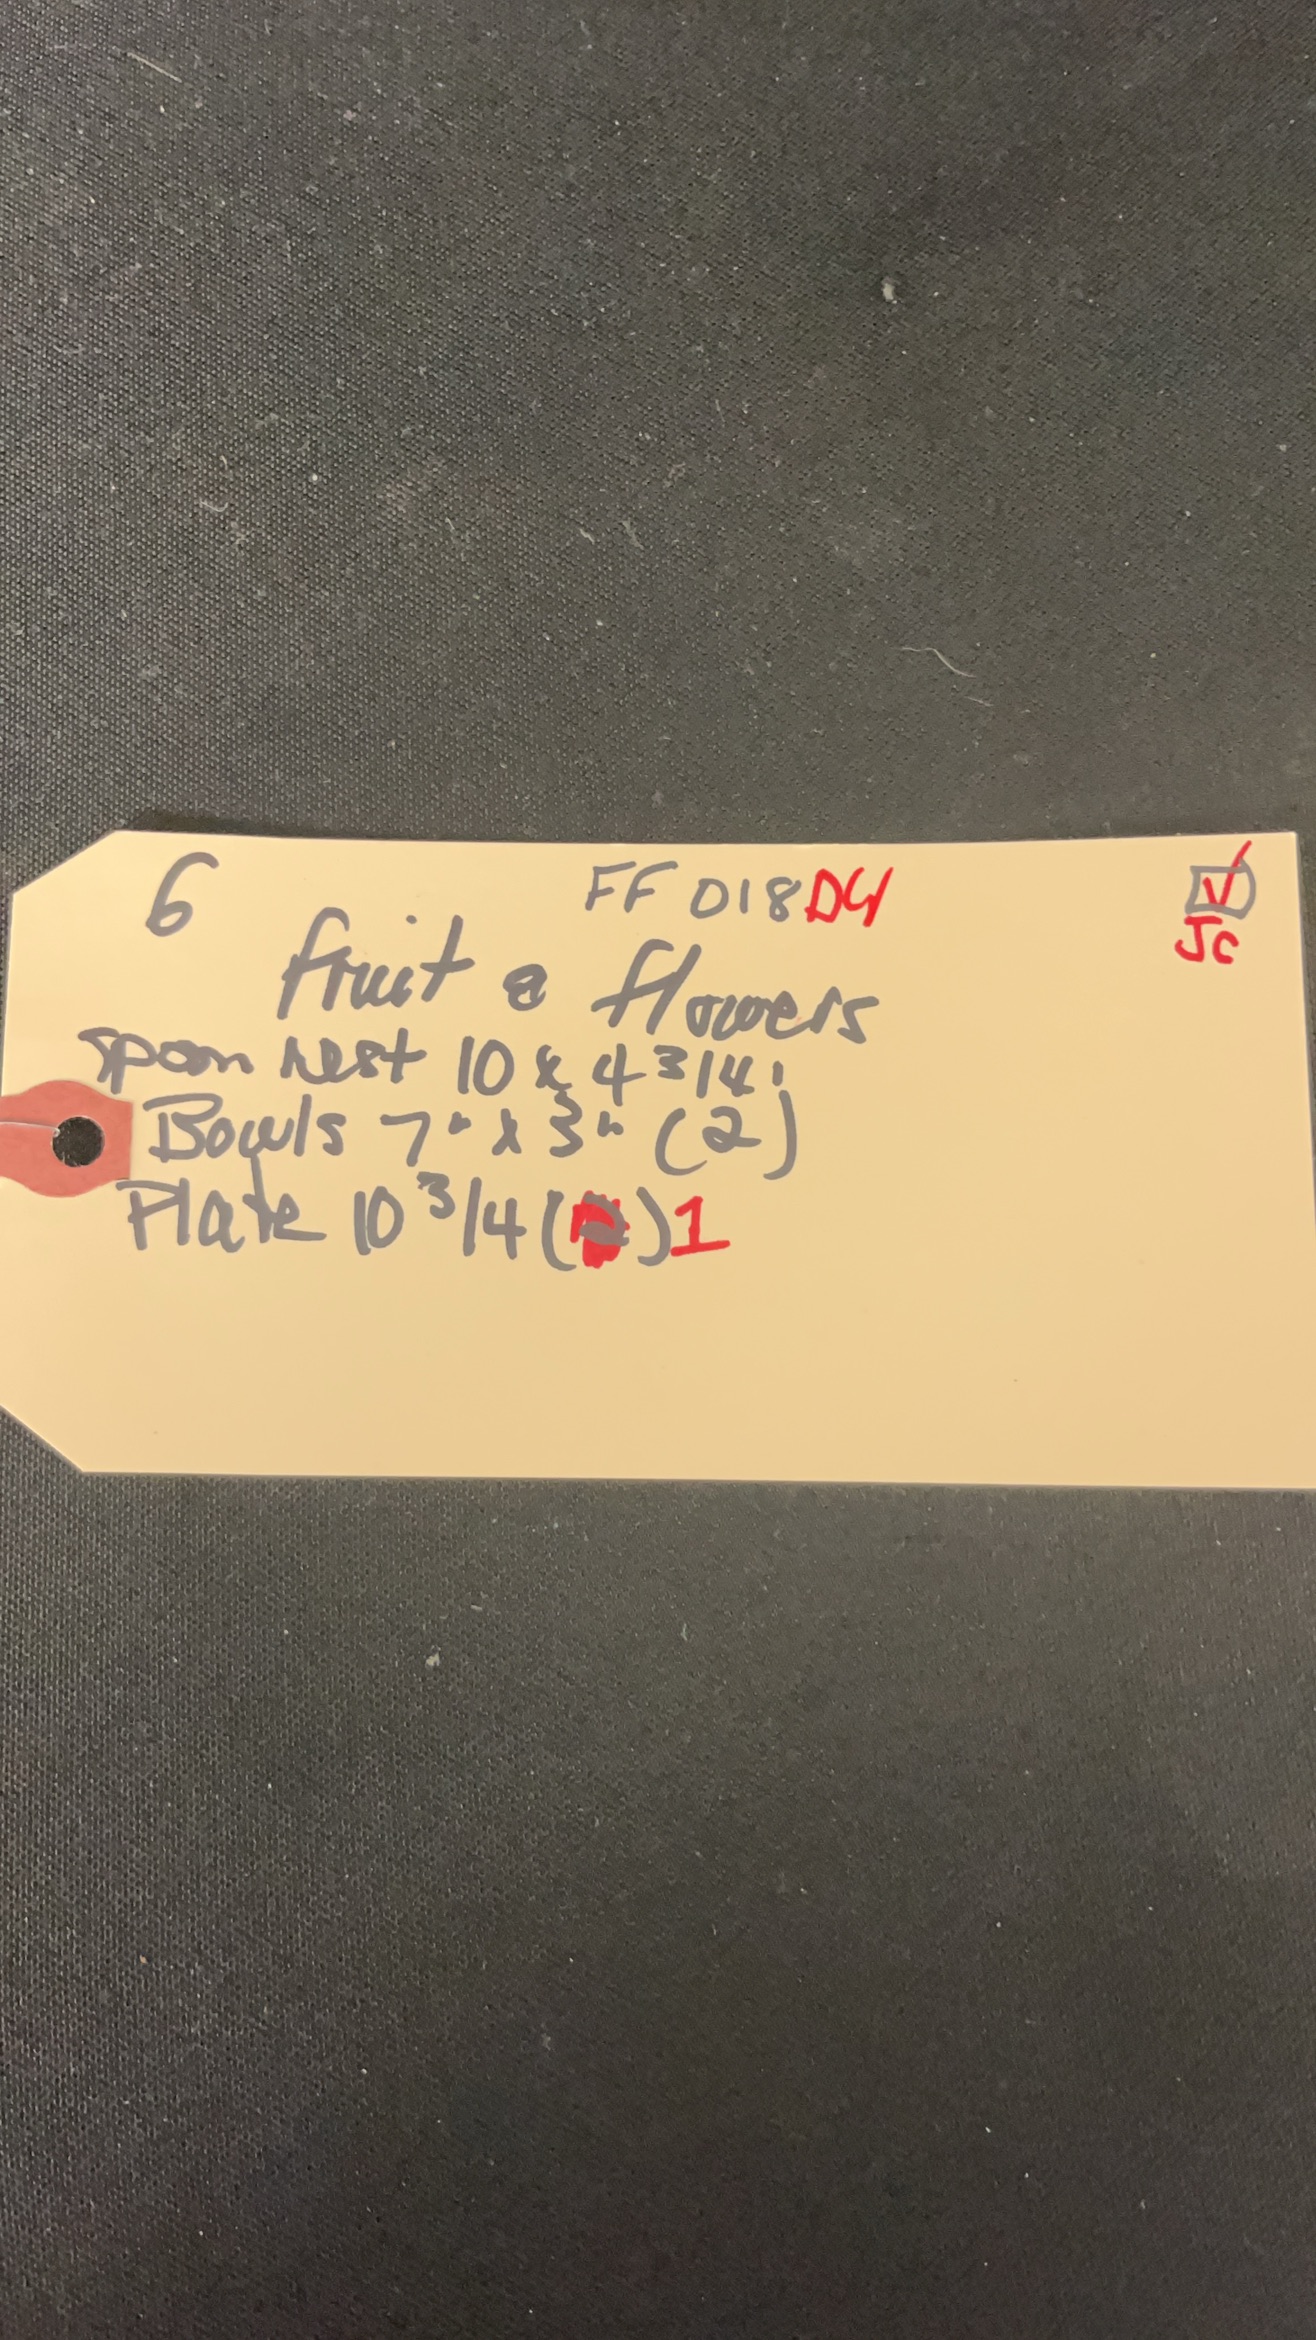 6 FF 018DG
fruit & flowers
Spoon Rest 10 x 4 3/4"
Bowls 7" x 3" (2)
Plate 10 3/4 ( ) 1
JC